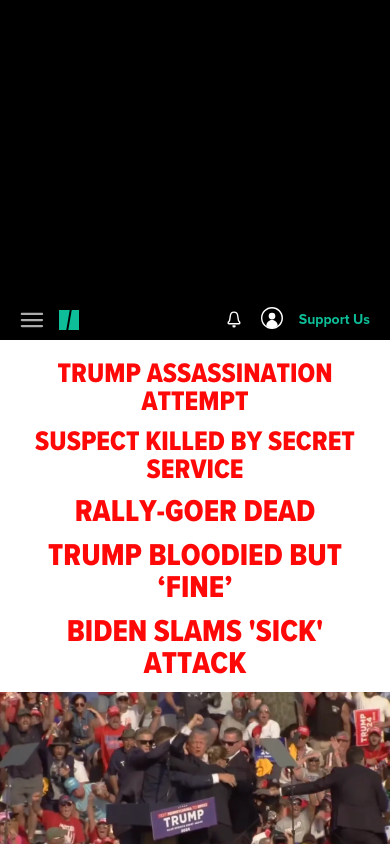 Support Us
TRUMP ASSASSINATION
ATTEMPT
SUSPECT KILLED BY SECRET
SERVICE
RALLY-GOER DEAD
TRUMP BLOODIED BUT
‘FINE’
BIDEN SLAMS 'SICK'
ATTACK
TRUMP
TRUMP